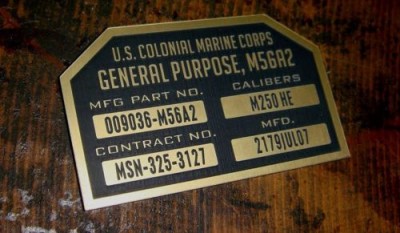 U.S. COLONIAL MARINE CORPS
GENERAL PURPOSE, M56A2
MFG PART NO. CALIBERS
009036-M56A2 M250 HE
CONTRACT NO. MFD.
MSN-325-3127 2179IUL07